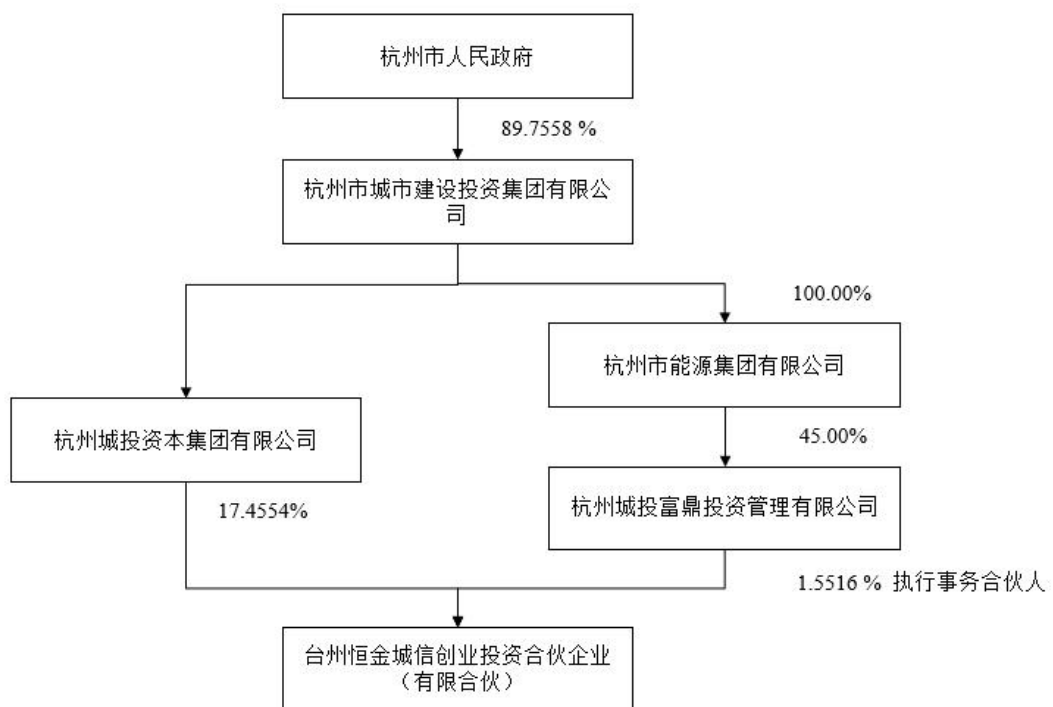 杭州市人民政府
89.7558 %
杭州市城市建设投资集团有限公
司
100.00%
杭州市能源集团有限公司
杭州城投资本集团有限公司
45.00%
17.4554%
杭州城投富鼎投资管理有限公司
1.5516 % 执行事务合伙人
台州恒金城信创业投资合伙企业
（有限合伙）